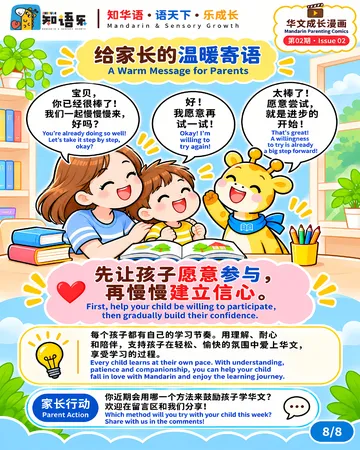 知·语乐
知华语·语天下·乐成长
Mandarin & Sensory Growth
华文成长漫画
Mandarin Parenting Comics
第02期 · Issue 02
给家长的温暖寄语
A Warm Message for Parents
宝贝,
你已经很棒了!
我们一起慢慢来,
好吗?
You're already doing so well!
Let's take it step by step,
okay?
好!
我愿意再
试一试!
Okay! I'm
willing to
try again!
太棒了!
愿意尝试,
就是进步的
开始!
That's great!
A willingness
to try is already
a big step forward!
先让孩子愿意参与,
再慢慢建立信心。
First, help your child be willing to participate,
then gradually build their confidence.
每个孩子都有自己的学习节奏。用理解、耐心
和陪伴,支持孩子在轻松、愉快的氛围中爱上华文,
享受学习的过程。
Every child learns at their own pace. With understanding,
patience and companionship, you can help your child
fall in love with Mandarin and enjoy the learning journey.
家长行动
Parent Action
你近期会用哪一个方法来鼓励孩子学华文?
欢迎在留言区和我们分享!
Which method will you try with your child this week?
Share with us in the comments!
8/8